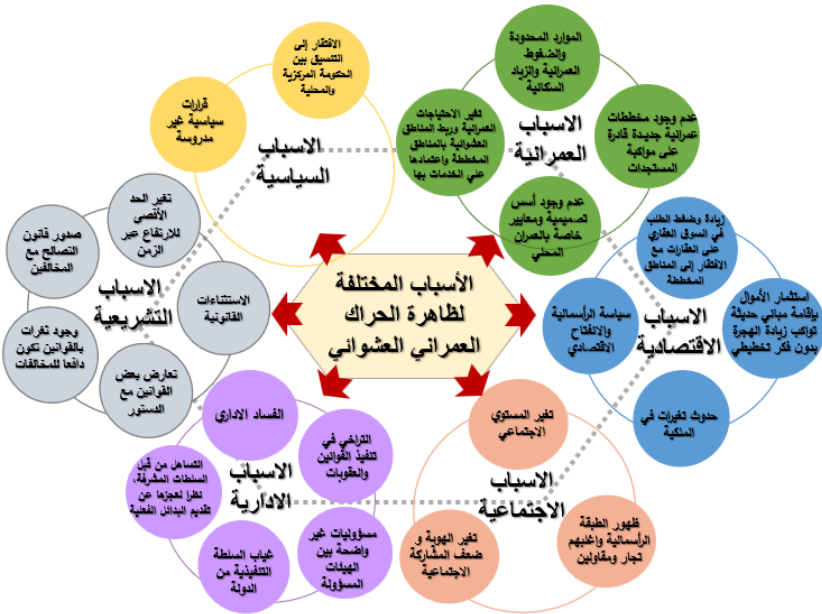 الأسباب المختلفة
لظاهرة الحراك
العمراني العشوائي
الاسباب
العمرانية
الموارد المحدودة
والضغوط
العمرانية والزياد
السكانية
عدم وجود مخططات
عمرانية جديدة قادرة
على مواكبة
المستجدات
عدم وجود أسس
تصميمية ومعايير
خاصة بالعمران
المحلي
تغير الاحتياجات
العمرانية وربط المناطق
العشوائية بالمناطق
المخططة واعتمادها
علي الخدمات بها
الاسباب
الاقتصادية
زيادة وضغط الطلب
في السوق العقاري
على العقارات مع
الافتقار إلى المناطق
المخططة
استثمار الأموال
بإقامة مباني حديثة
تواكب زيادة الهجرة
بدون فكر تخطيطي
حدوث تغيرات في
الملكية
سياسة الرأسمالية
والانفتاح
الاقتصادي
الاسباب
الاجتماعية
تغير المستوي
الاجتماعي
ظهور الطبقة
الرأسمالية واغلبهم
تجار ومقاولين
تغير الهوية و
ضعف المشاركة
الاجتماعية
الاسباب
الادارية
الفساد الاداري
التراخي في
تنفيذ القوانين
والعقوبات
مسؤوليات غير
واضحة بين
الهيئات
المسؤولة
غياب السلطة
التنفيذية من
الدولة
التساهل من قبل
السلطات المشرفة،
نظرا لعجزها عن
تقديم البدائل الفعلية
الاسباب
التشريعية
تغير الحد
الأقصى
للارتفاع عبر
الزمن
الاستثناءات
القانونية
تعارض بعض
القوانين مع
الدستور
وجود ثغرات
بالقوانين تكون
دافعا للمخالفات
صدور قانون
التصالح مع
المخالفين
الاسباب
السياسية
الافتقار إلى
التنسيق بين
الحكومة المركزية
والمحلية
قرارات
سياسية غير
مدروسة